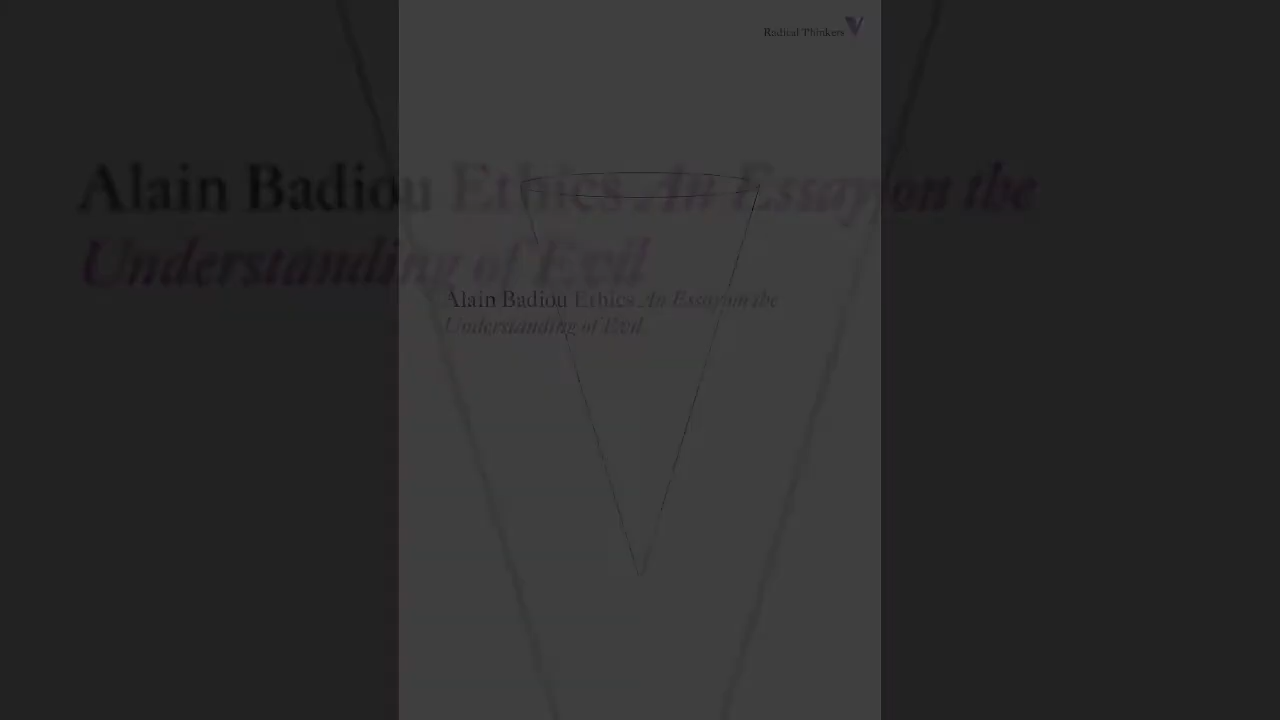 Radical Thinkers V
Alain Badiou Ethics An Essay on the
Understanding of Evil
Alain Badiou Ethics An Essay on the
Understanding of Evil